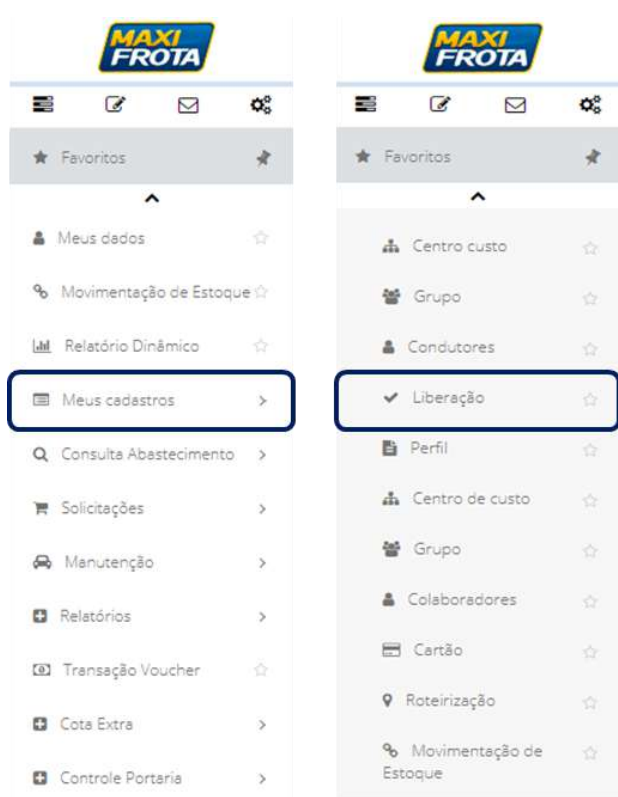 MAXI
FROTA
Favoritos
Meus dados
Movimentação de Estoque
Relatório Dinâmico
Meus cadastros
Consulta Abastecimento
Solicitações
Manutenção
Relatórios
Transação Voucher
Cota Extra
Controle Portaria
MAXI
FROTA
Favoritos
Centro custo
Grupo
Condutores
Liberação
Perfil
Centro de custo
Grupo
Colaboradores
Cartão
Roteirização
Movimentação de
Estoque